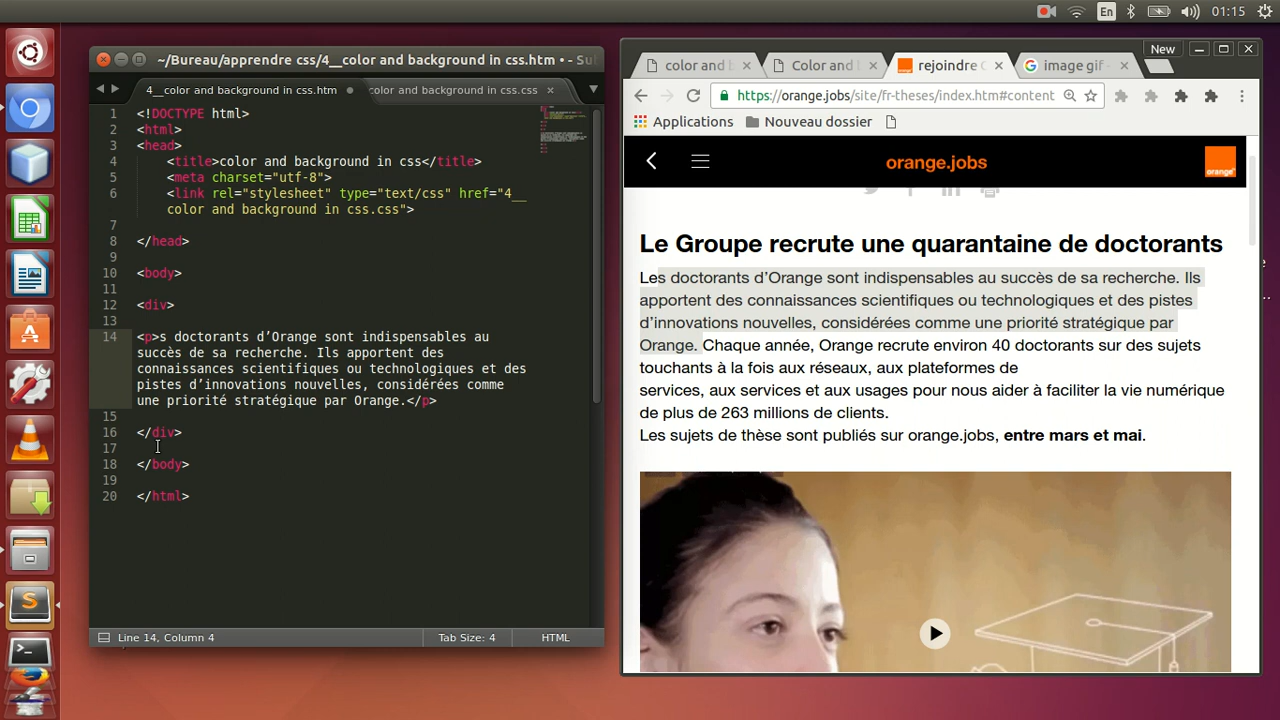 En
01:15
~/Bureau/apprendre css/4__color and background in css.htm • - Su
4__color and background in css.htm
color and background in css.css
1 <!DOCTYPE html>
2 <html>
3 <head>
4 <title>color and background in css</title>
5 <meta charset="utf-8">
6 <link rel="stylesheet" type="text/css" href="4__
color and background in css.css">
7
8 </head>
9
10 <body>
11
12 <div>
13
14 <p>s doctorants d’Orange sont indispensables au
succès de sa recherche. Ils apportent des
connaissances scientifiques ou technologiques et des
pistes d’innovations nouvelles, considérées comme
une priorité stratégique par Orange.</p>
15
16 </div>
17
18 </body>
19
20 </html>
Line 14, Column 4
Tab Size: 4
HTML
New
color and b
Color and
rejoindre O
image gif -
https://orange.jobs/site/fr-theses/index.htm#content
Applications
Nouveau dossier
orange.jobs
orange
Le Groupe recrute une quarantaine de doctorants
Les doctorants d’Orange sont indispensables au succès de sa recherche. Ils
apportent des connaissances scientifiques ou technologiques et des pistes
d’innovations nouvelles, considérées comme une priorité stratégique par
Orange. Chaque année, Orange recrute environ 40 doctorants sur des sujets
touchants à la fois aux réseaux, aux plateformes de
services, aux services et aux usages pour nous aider à faciliter la vie numérique
de plus de 263 millions de clients.
Les sujets de thèse sont publiés sur orange.jobs, entre mars et mai.